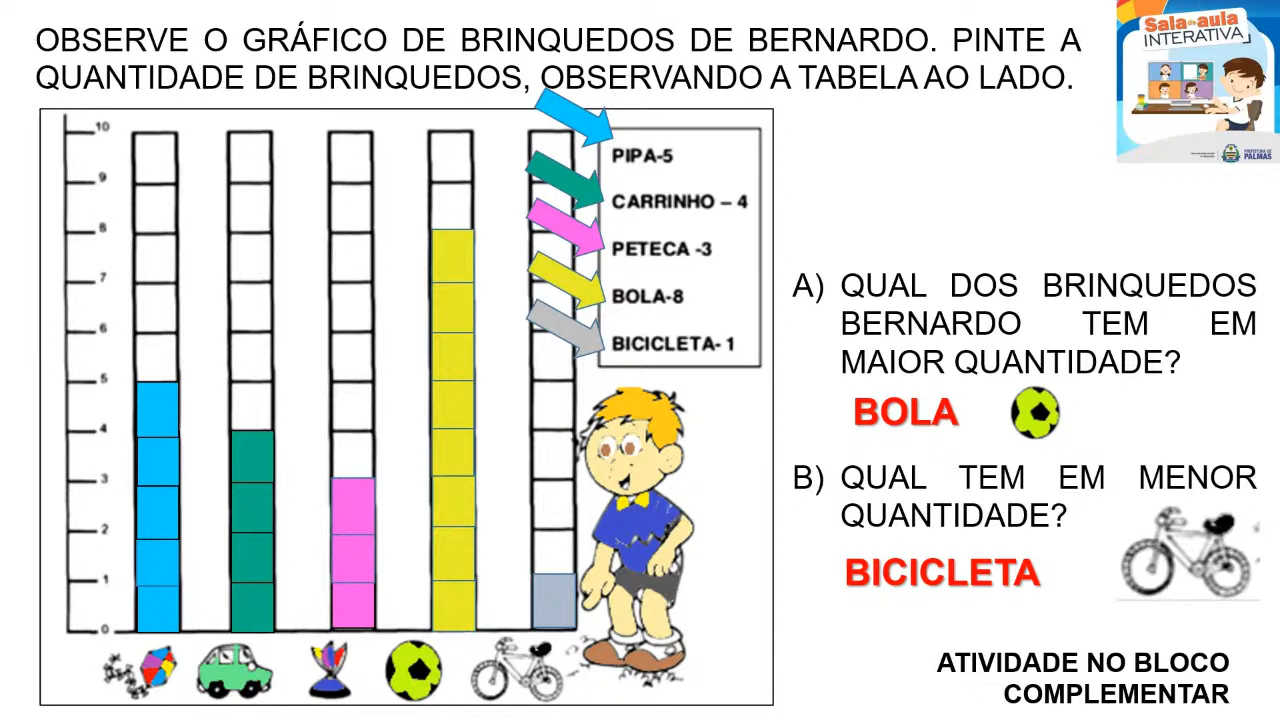 OBSERVE O GRÁFICO DE BRINQUEDOS DE BERNARDO. PINTE A
QUANTIDADE DE BRINQUEDOS, OBSERVANDO A TABELA AO LADO.
Sala de aula
INTERATIVA
PREFEITURA DE
PALMAS
10
9
8
7
6
5
4
3
2
1
0
PIPA-5
CARRINHO – 4
PETECA -3
BOLA-8
BICICLETA- 1
A) QUAL DOS BRINQUEDOS
BERNARDO TEM EM
MAIOR QUANTIDADE?
BOLA
B) QUAL TEM EM MENOR
QUANTIDADE?
BICICLETA
ATIVIDADE NO BLOCO
COMPLEMENTAR